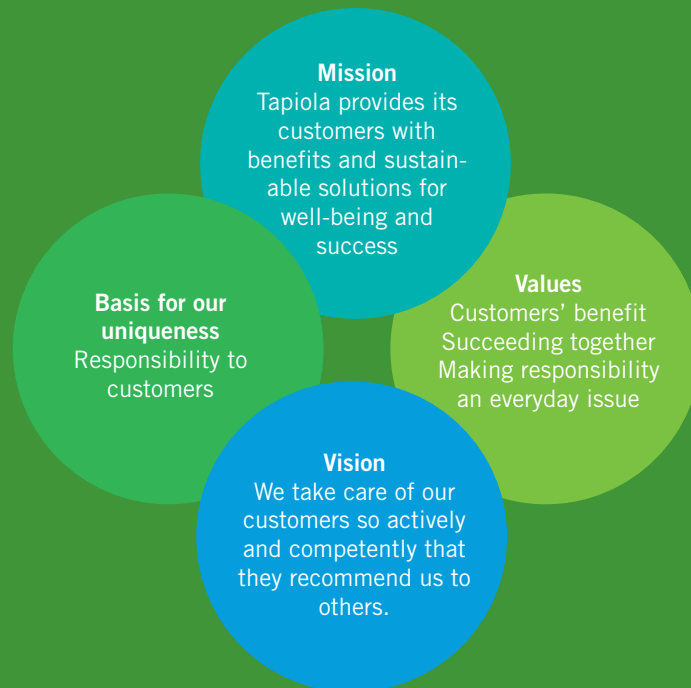 Mission
Tapiola provides its
customers with
benefits and sustain-
able solutions for
well-being and
success
Basis for our
uniqueness
Responsibility to
customers
Values
Customers’ benefit
Succeeding together
Making responsibility
an everyday issue
Vision
We take care of our
customers so actively
and competently that
they recommend us to
others.